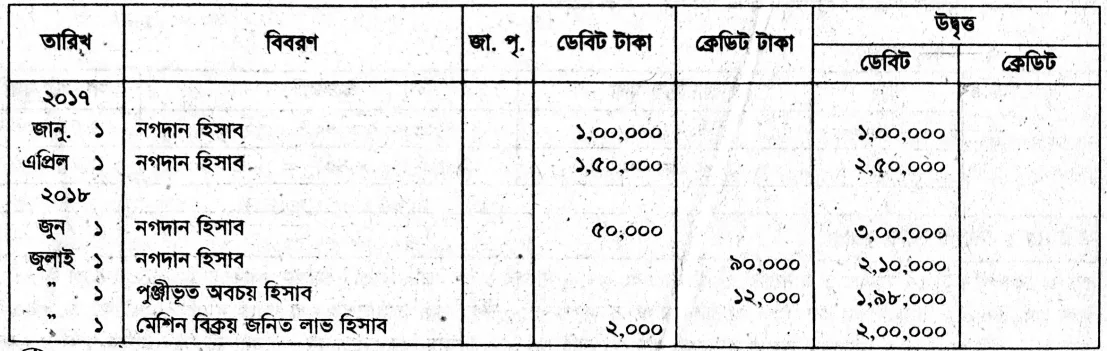 তারিখ বিবরণ জা. পৃ. ডেবিট টাকা ক্রেডিট টাকা উদ্বৃত্ত
ডেবিট ক্রেডিট
২০১৭
জানু. ১ নগদান হিসাব ১,০০,০০০ ১,০০,০০০
এপ্রিল ১ নগদান হিসাব ১,৫০,০০০ ২,৫০,০০০
২০১৮
জুন ১ নগদান হিসাব ৫০,০০০ ৩,০০,০০০
জুলাই ১ নগদান হিসাব ৯০,০০০ ২,১০,০০০
" ১ পুঞ্জীভূত অবচয় হিসাব ১২,০০০ ১,৯৮,০০০
" ১ মেশিন বিক্রয় জনিত লাভ হিসাব ২,০০০ ২,০০,০০০